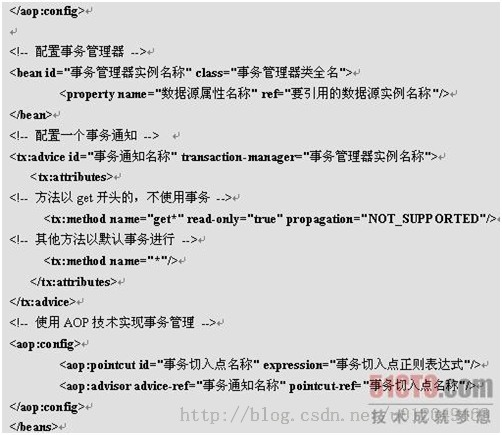 </aop:config>
<!-- 配置事务管理器 -->
<bean id="事务管理器实例名称" class="事务管理器类全名">
<property name="数据源属性名称" ref="要引用的数据源实例名称"/>
</bean>
<!-- 配置一个事务通知 -->
<tx:advice id="事务通知名称" transaction-manager="事务管理器实例名称">
<tx:attributes>
<!-- 方法以 get 开头的，不使用事务 -->
<tx:method name="get*" read-only="true" propagation="NOT_SUPPORTED"/>
<!-- 其他方法以默认事务进行 -->
<tx:method name="*"/>
</tx:attributes>
</tx:advice>
<!-- 使用 AOP 技术实现事务管理 -->
<aop:config>
<aop:pointcut id="事务切入点名称" expression="事务切入点正则表达式"/>
<aop:advisor advice-ref="事务通知名称" pointcut-ref="事务切入点名称"/>
</aop:config>
</beans>
51CTO.com
技术成就梦想
http://blog.csdn.net/